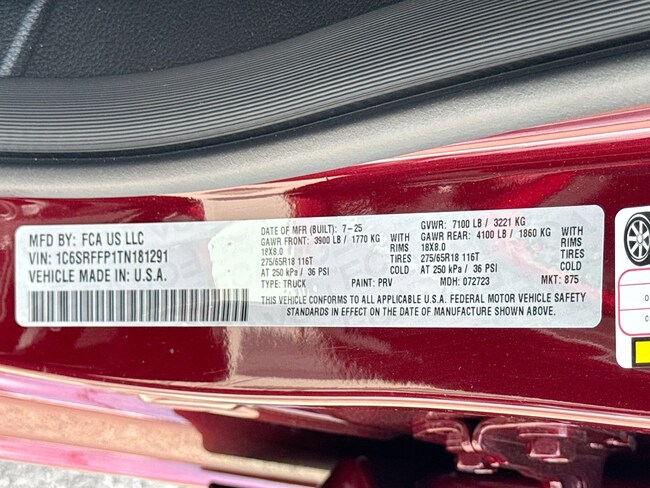 MFD BY: FCA US LLC
VIN: 1C6SRFFP1TN181291
VEHICLE MADE IN U.S.A.
DATE OF MFR (BUILT): 7-25
GAWR FRONT: 3900 LB / 1770 KG WITH
18X8.0 RIMS
275/65R18 116T TIRES
AT 250 kPa / 36 PSI AT
TYPE: TRUCK PAINT: PRV
GVWR: 7100 LB / 3221 KG
GAWR REAR: 4100 LB / 1860 KG WITH
18X8.0 RIMS
275/65R18 116T TIRES
AT 250 kPa / 36 PSI AT
MDH: 072723 MKT: 875
THIS VEHICLE CONFORMS TO ALL APPLICABLE U.S.A. FEDERAL MOTOR VEHICLE SAFETY
STANDARDS IN EFFECT ON THE DATE OF MANUFACTURE SHOWN ABOVE.